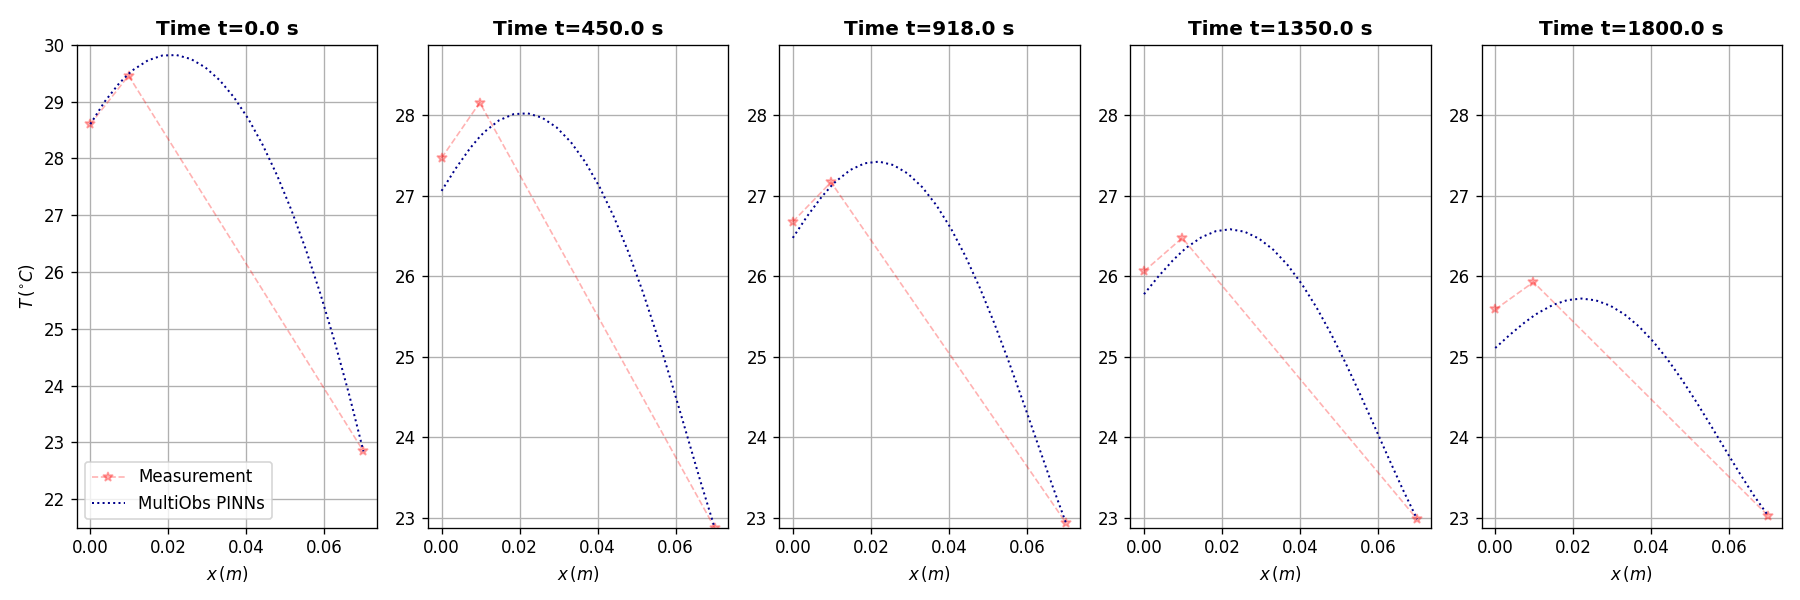 Time t=0.0 s
Time t=450.0 s
Time t=918.0 s
Time t=1350.0 s
Time t=1800.0 s
T (°C)
30
29
28
27
26
25
24
23
22
Measurement
MultiObs PINNs
0.00 0.02 0.04 0.06
x (m)
28
27
26
25
24
23
0.00 0.02 0.04 0.06
x (m)
28
27
26
25
24
23
0.00 0.02 0.04 0.06
x (m)
28
27
26
25
24
23
0.00 0.02 0.04 0.06
x (m)
28
27
26
25
24
23
0.00 0.02 0.04 0.06
x (m)